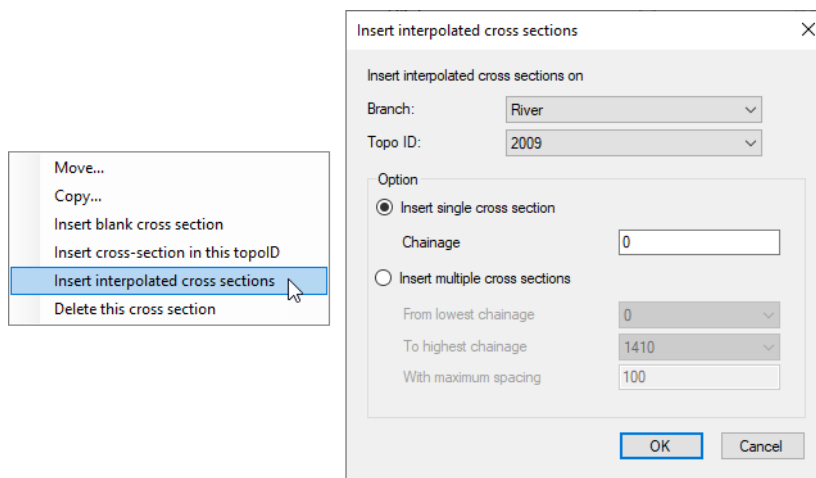 Move...
Copy...
Insert blank cross section
Insert cross-section in this topoID
Insert interpolated cross sections
Delete this cross section
Insert interpolated cross sections
Insert interpolated cross sections on
Branch: River
Topo ID: 2009
Option
Insert single cross section
Chainage 0
Insert multiple cross sections
From lowest chainage 0
To highest chainage 1410
With maximum spacing 100
OK Cancel